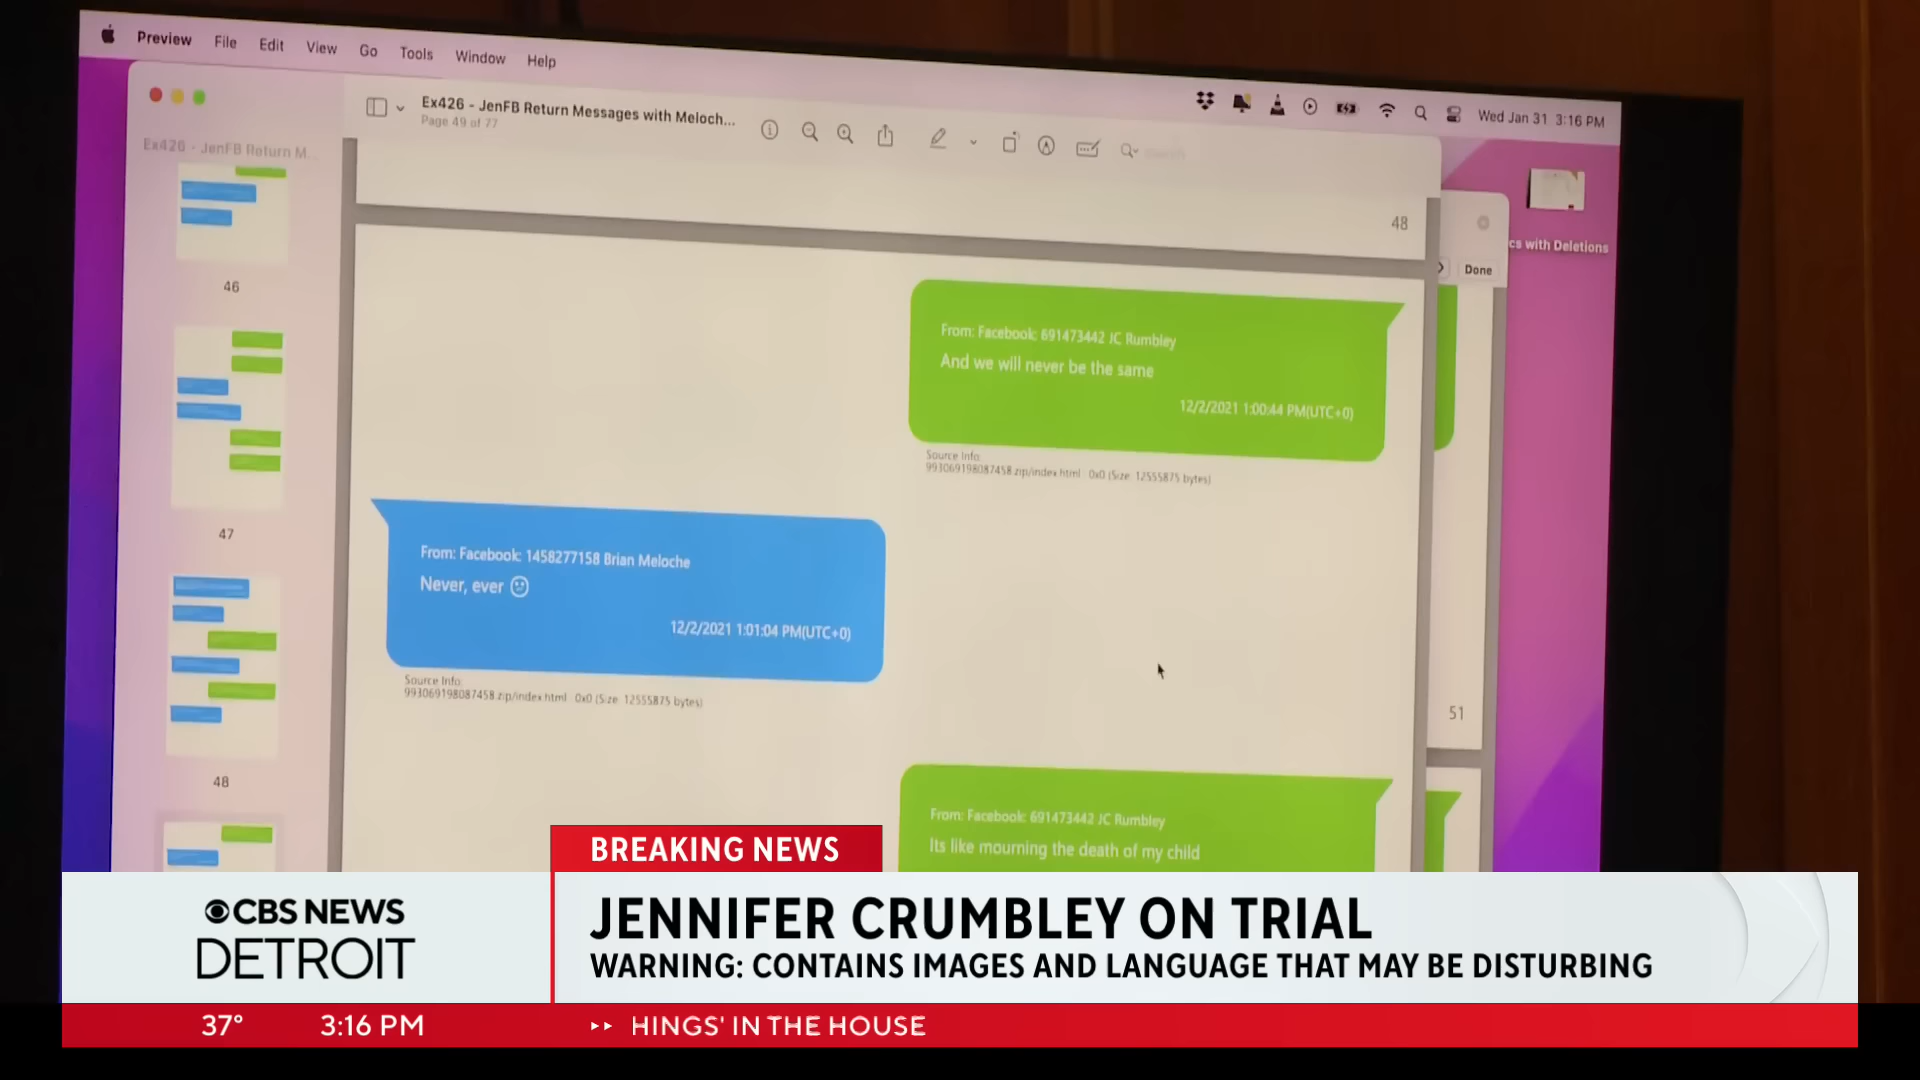 Preview File Edit View Go Tools Window Help
Wed Jan 31 3:16 PM
Ex426 - JenFB Return Messages with Meloch...
Page 49 of 77
Ex426 - JenFB Return M...
46
47
48
48
cs with Deletions
Done
From: Facebook: 691473442 JC Rumbley
And we will never be the same
12/2/2021 1:00:44 PM(UTC+0)
Source Info:
993069198087458.zip/index.html 0x0 (Size: 12555875 bytes)
From: Facebook: 1458277158 Brian Meloche
Never, ever
12/2/2021 1:01:04 PM(UTC+0)
Source Info:
993069198087458.zip/index.html 0x0 (Size: 12555875 bytes)
51
From: Facebook: 691473442 JC Rumbley
Its like mourning the death of my child
BREAKING NEWS
CBS NEWS
DETROIT
JENNIFER CRUMBLEY ON TRIAL
WARNING: CONTAINS IMAGES AND LANGUAGE THAT MAY BE DISTURBING
37° 3:16 PM
HINGS' IN THE HOUSE